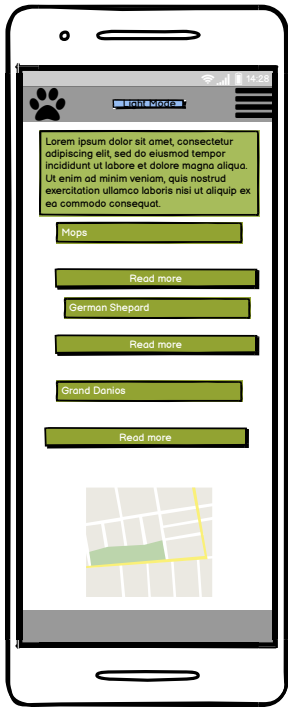 14:28
Light Mode
Lorem ipsum dolor sit amet, consectetur
adipiscing elit, sed do eiusmod tempor
incididunt ut labore et dolore magna aliqua.
Ut enim ad minim veniam, quis nostrud
exercitation ullamco laboris nisi ut aliquip ex
ea commodo consequat.
Mops
Read more
German Shepard
Read more
Grand Danios
Read more